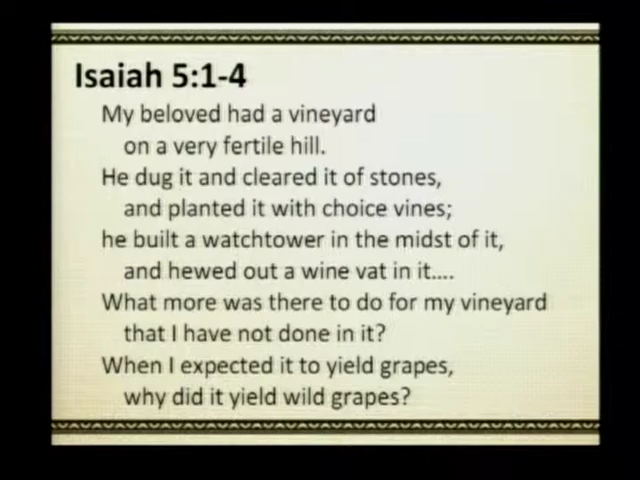 Isaiah 5:1-4
My beloved had a vineyard
on a very fertile hill.
He dug it and cleared it of stones,
and planted it with choice vines;
he built a watchtower in the midst of it,
and hewed out a wine vat in it....
What more was there to do for my vineyard
that I have not done in it?
When I expected it to yield grapes,
why did it yield wild grapes?